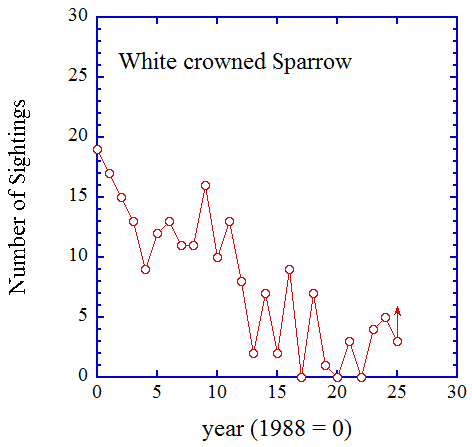 30
White crowned Sparrow
25
20
15
10
5
0
Number of Sightings
0 5 10 15 20 25 30
year (1988 = 0)